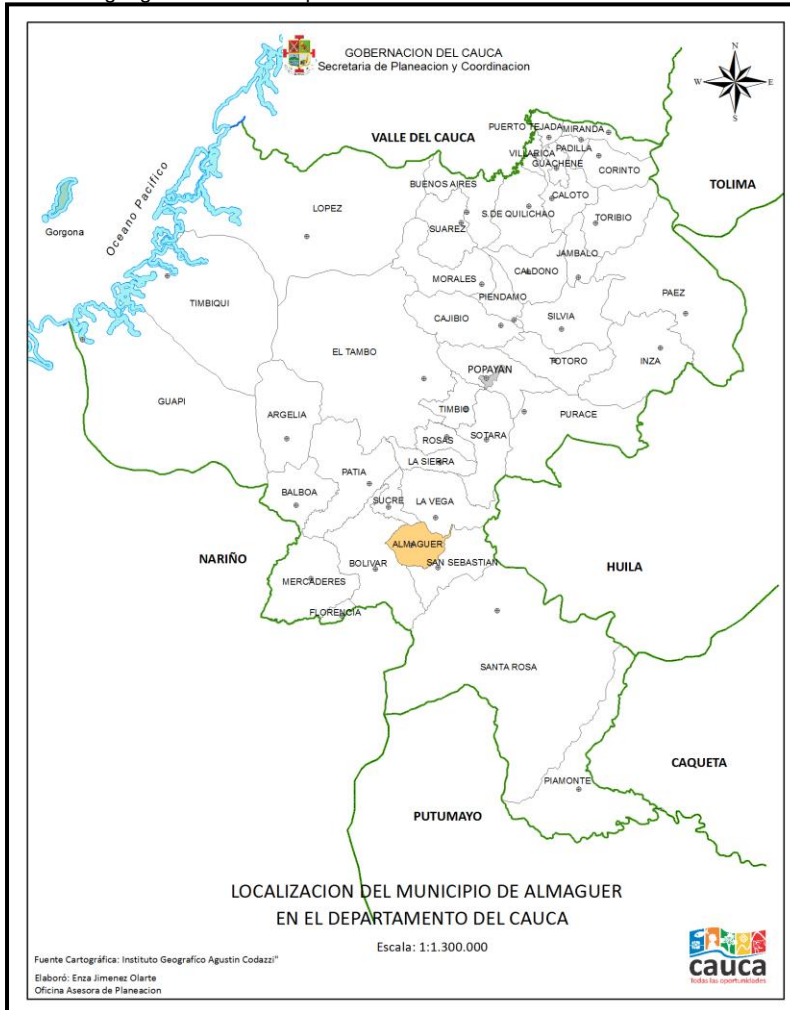 GOBERNACION DEL CAUCA
Secretaria de Planeacion y Coordinacion
N
W
E
S
VALLE DEL CAUCA
PUERTO TEJADA
MIRANDA
VILLARICA
PADILLA
GUACHENE
CORINTO
TOLIMA
BUENOS AIRES
CALOTO
LOPEZ
S.DE QUILICHAO
TORIBIO
SUAREZ
Gorgona
Oceano Pacífico
JAMBALO
CALDONO
MORALES
PAEZ
PIENDAMO
TIMBIQUI
CAJIBIO
SILVIA
EL TAMBO
TOTORO
INZA
POPAYAN
GUAPI
TIMBIO
PURACE
ARGELIA
ROSAS
SOTARA
LA SIERRA
PATIA
BALBOA
SUCRE
LA VEGA
ALMAGUER
NARIÑO
BOLIVAR
SAN SEBASTIAN
HUILA
MERCADERES
FLORENCIA
SANTA ROSA
CAQUETA
PIAMONTE
PUTUMAYO
LOCALIZACION DEL MUNICIPIO DE ALMAGUER
EN EL DEPARTAMENTO DEL CAUCA
Escala: 1:1.300.000
Fuente Cartográfica: Instituto Geografíco Agustin Codazzi"
Elaboró: Enza Jimenez Olarte
Oficina Asesora de Planeacion
cauca
Todas las oportunidades